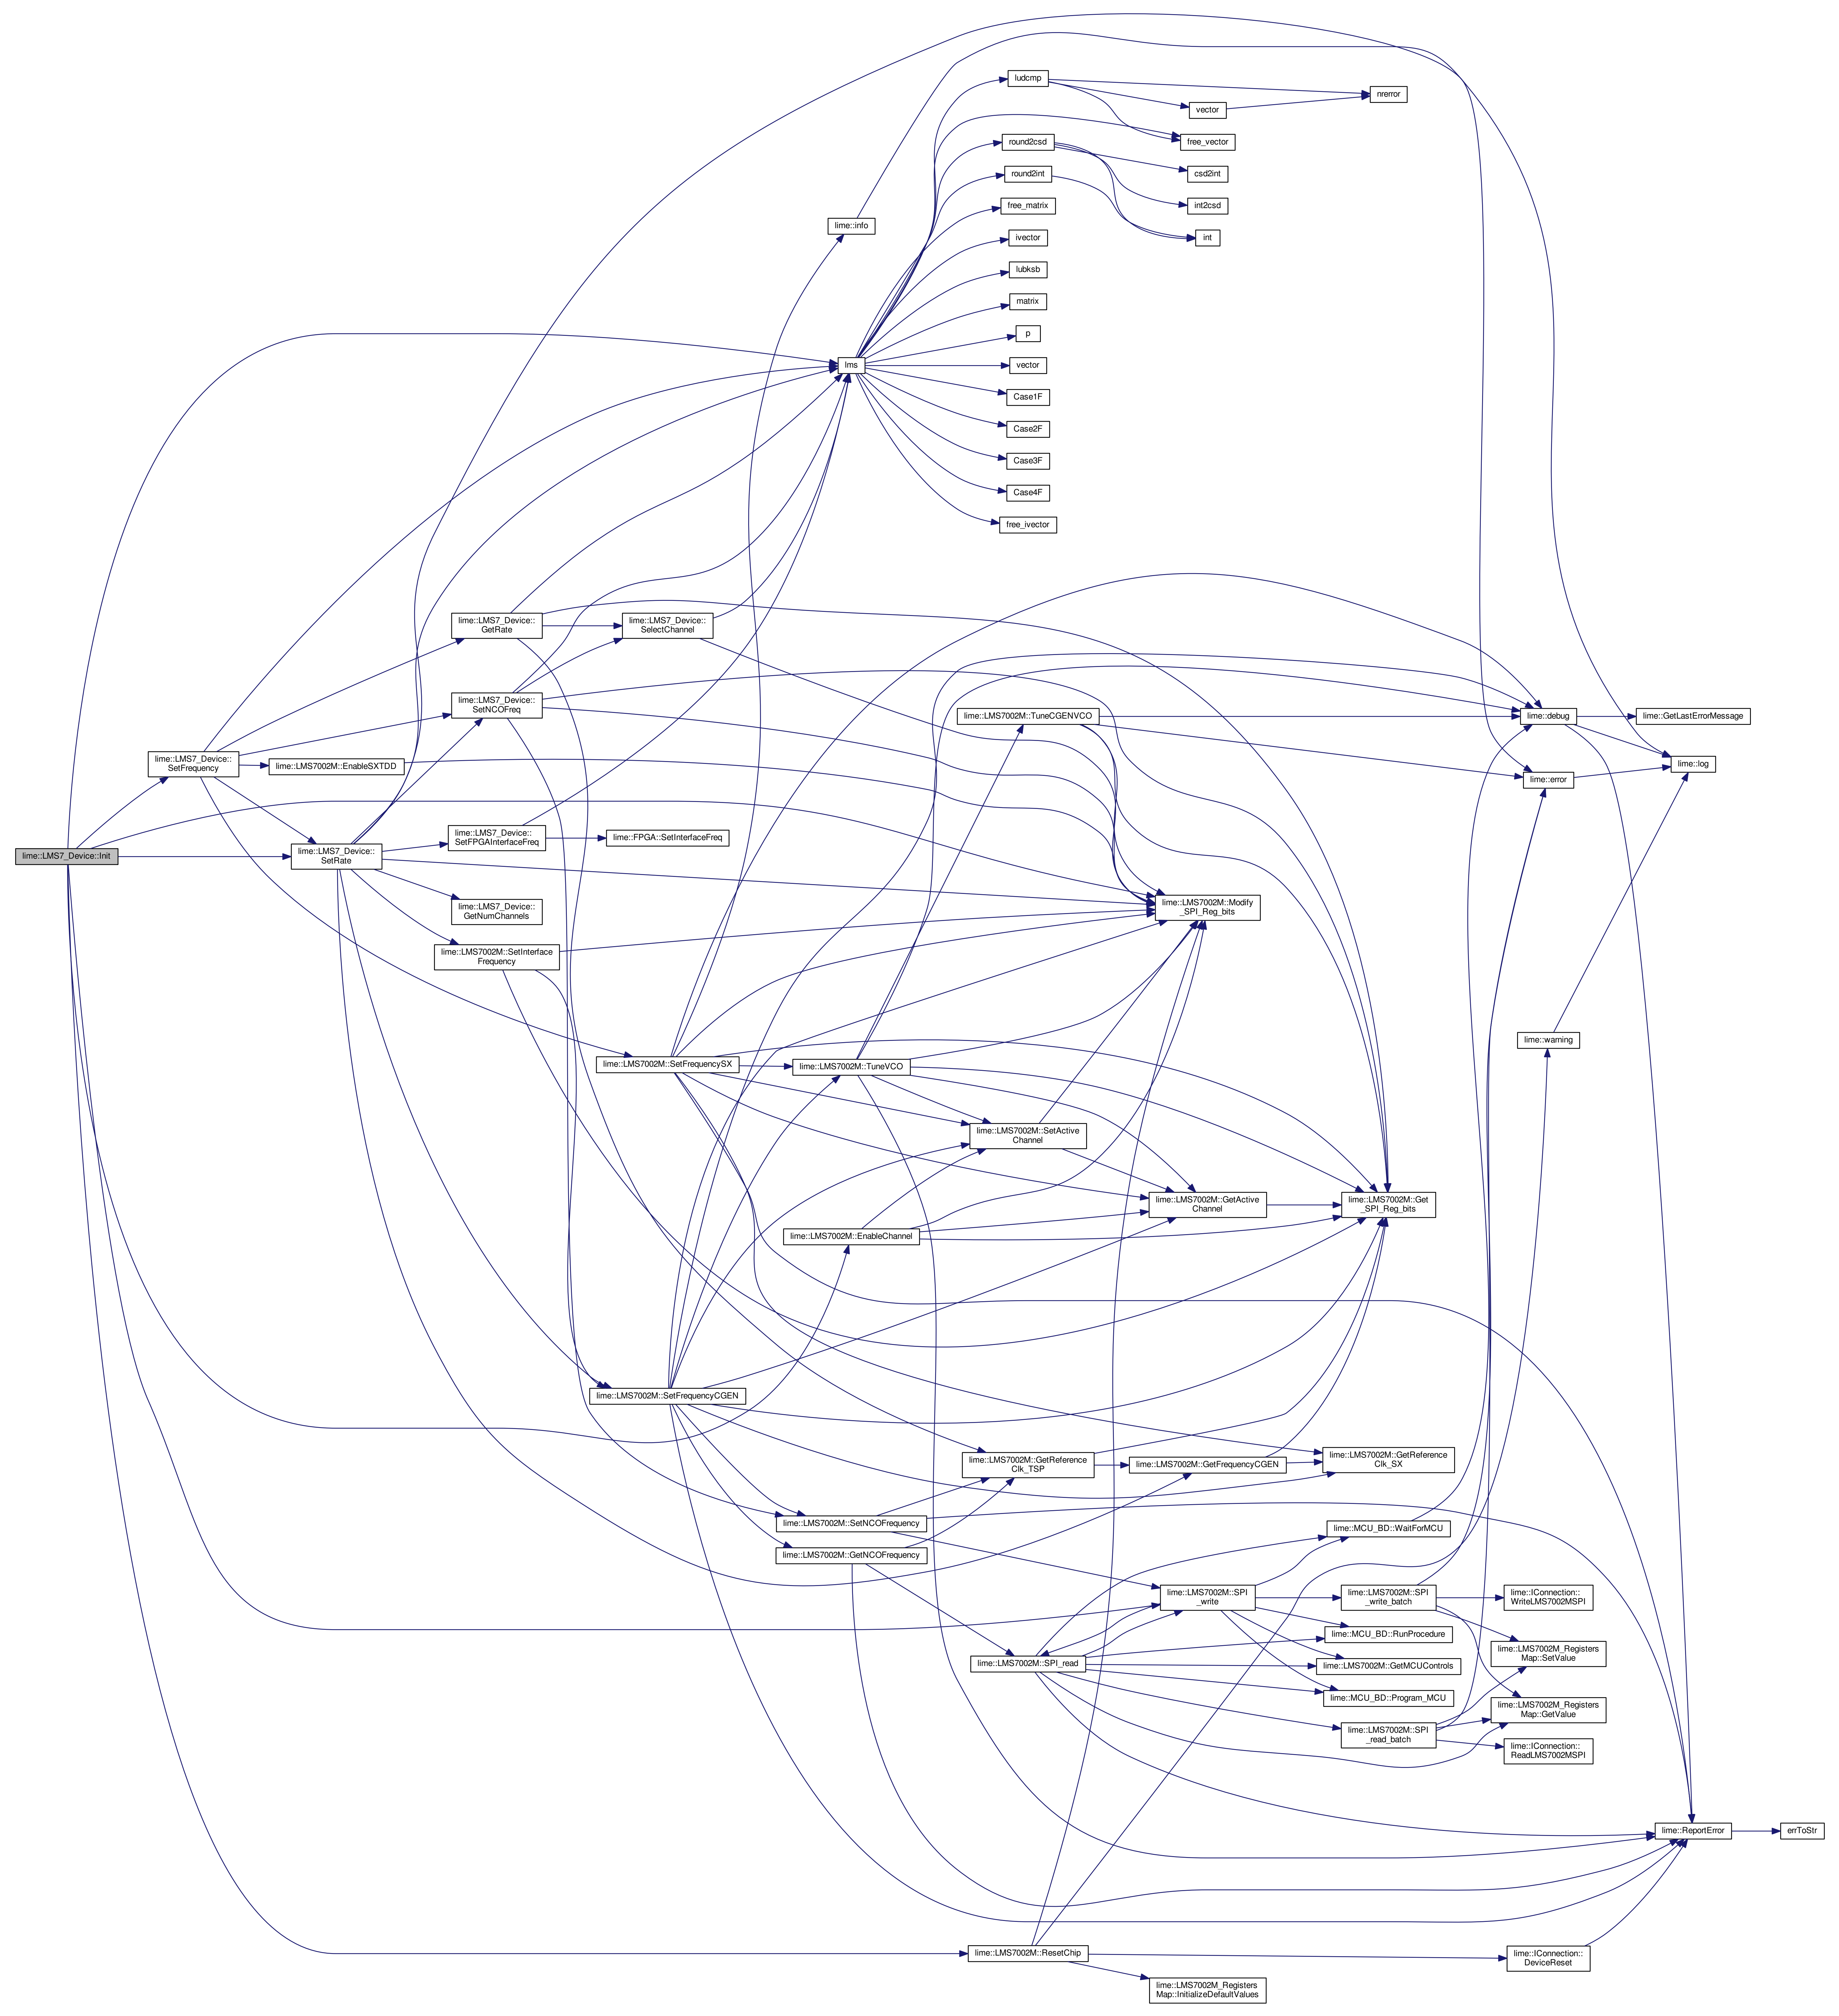 ludcmp
nrerror
vector
round2csd
free_vector
round2int
csd2int
free_matrix
int2csd
lime::info
ivector
int
lubksb
matrix
p
lms
vector
Case1F
Case2F
Case3F
Case4F
free_ivector
lime::LMS7_Device::
GetRate
lime::LMS7_Device::
SelectChannel
lime::LMS7_Device::
SetNCOFreq
lime::LMS7002M::TuneCGENVCO
lime::debug
lime::GetLastErrorMessage
lime::LMS7_Device::
SetFrequency
lime::LMS7002M::EnableSXTDD
lime::error
lime::log
lime::LMS7_Device::Init
lime::LMS7_Device::
SetRate
lime::LMS7_Device::
SetFPGAInterfaceFreq
lime::FPGA::SetInterfaceFreq
lime::LMS7_Device::
GetNumChannels
lime::LMS7002M::Modify
_SPI_Reg_bits
lime::LMS7002M::SetInterface
Frequency
lime::warning
lime::LMS7002M::SetFrequencySX
lime::LMS7002M::TuneVCO
lime::LMS7002M::SetActive
Channel
lime::LMS7002M::GetActive
Channel
lime::LMS7002M::Get
_SPI_Reg_bits
lime::LMS7002M::EnableChannel
lime::LMS7002M::SetFrequencyCGEN
lime::LMS7002M::GetReference
Clk_TSP
lime::LMS7002M::GetFrequencyCGEN
lime::LMS7002M::GetReference
Clk_SX
lime::LMS7002M::SetNCOFrequency
lime::MCU_BD::WaitForMCU
lime::LMS7002M::GetNCOFrequency
lime::LMS7002M::SPI
_write
lime::LMS7002M::SPI
_write_batch
lime::IConnection::
WriteLMS7002MSPI
lime::MCU_BD::RunProcedure
lime::LMS7002M_Registers
Map::SetValue
lime::LMS7002M::SPI_read
lime::LMS7002M::GetMCUControls
lime::MCU_BD::Program_MCU
lime::LMS7002M_Registers
Map::GetValue
lime::LMS7002M::SPI
_read_batch
lime::IConnection::
ReadLMS7002MSPI
lime::ReportError
errToStr
lime::LMS7002M::ResetChip
lime::IConnection::
DeviceReset
lime::LMS7002M_Registers
Map::InitializeDefaultValues